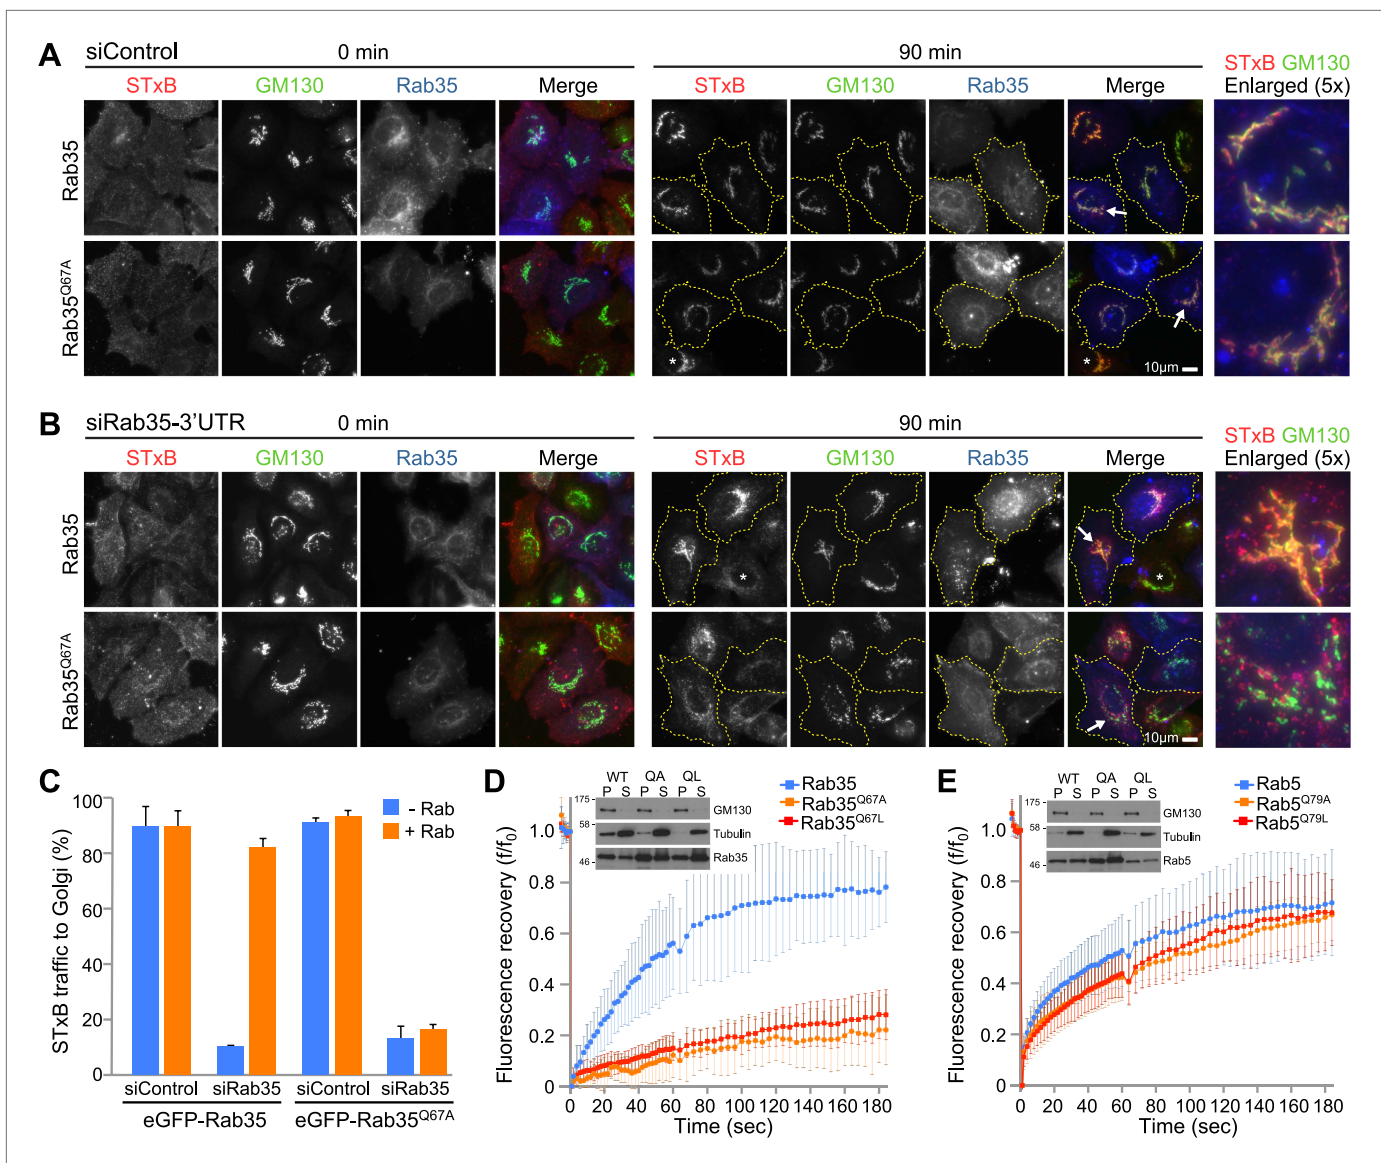 A
siControl
0 min
90 min
STxB GM130
STxB GM130 Rab35 Merge
STxB GM130 Rab35 Merge
Enlarged (5x)
Rab35
Rab35Q67A
*
*
10µm
B
siRab35-3'UTR
0 min
90 min
STxB GM130
STxB GM130 Rab35 Merge
STxB GM130 Rab35 Merge
Enlarged (5x)
Rab35
*
*
Rab35Q67A
10µm
C
STxB traffic to Golgi (%)
100
80
60
40
20
0
- Rab
+ Rab
siControl siRab35 siControl siRab35
eGFP-Rab35 eGFP-Rab35Q67A
D
WT QA QL
P S P S P S
175
GM130
58
Tubulin
46
Rab35
Rab35
Rab35Q67A
Rab35Q67L
Fluorescence recovery (f/f0)
1.0
0.8
0.6
0.4
0.2
0
0 20 60 100 140 180
Time (sec)
E
WT QA QL
P S P S P S
175
GM130
58
Tubulin
46
Rab5
Rab5
Rab5Q79A
Rab5Q79L
Fluorescence recovery (f/f0)
1.0
0.8
0.6
0.4
0.2
0
0 20 40 60 80 100 120 140 160 180
Time (sec)